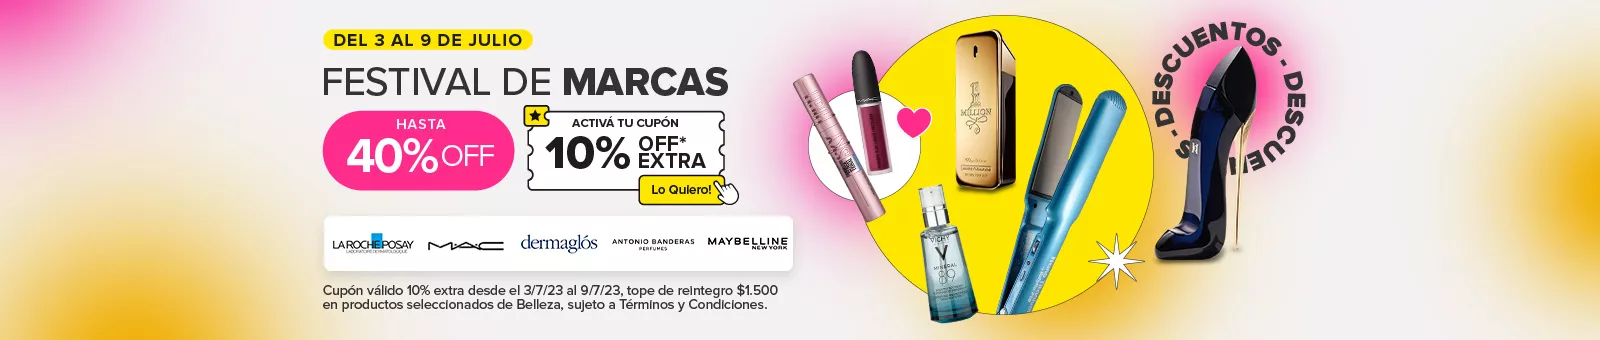 DEL 3 AL 9 DE JULIO
FESTIVAL DE MARCAS
HASTA
40% OFF
ACTIVÁ TU CUPÓN
10% OFF*
EXTRA
Lo Quiero!
LA ROCHE POSAY
LABORATOIRE DERMATOLOGIQUE
MAC
dermaglós
ANTONIO BANDERAS
PERFUMES
MAYBELLINE
NEW YORK
Cupón válido 10% extra desde el 3/7/23 al 9/7/23, tope de reintegro $1.500
en productos seleccionados de Belleza, sujeto a Términos y Condiciones.
1
MILLION
VICHY
MINERAL
89
DESCUENTOS - DESCUEN
S -